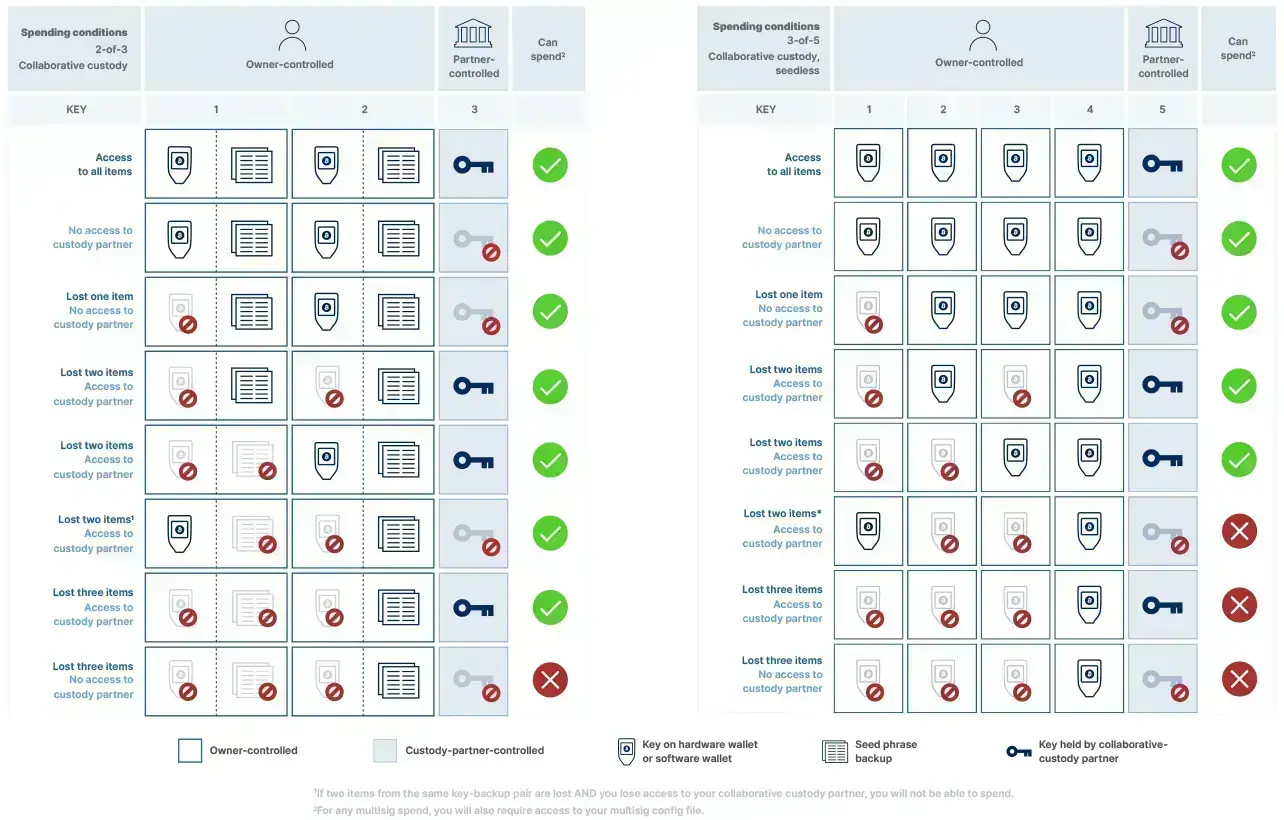 Spending conditions
2-of-3
Collaborative custody
Owner-controlled
Partner-
controlled
Can
spend²
KEY
1
2
3
Access
to all items
No access to
custody partner
Lost one item
No access to
custody partner
Lost two items
Access to
custody partner
Lost two items
Access to
custody partner
Lost two items¹
Access to
custody partner
Lost three items
Access to
custody partner
Lost three items
No access to
custody partner
Spending conditions
3-of-5
Collaborative custody,
seedless
Owner-controlled
Partner-
controlled
Can
spend²
KEY
1
2
3
4
5
Access
to all items
No access to
custody partner
Lost one item
No access to
custody partner
Lost two items
Access to
custody partner
Lost two items
Access to
custody partner
Lost two items*
Access to
custody partner
Lost three items
Access to
custody partner
Lost three items
No access to
custody partner
Owner-controlled
Custody-partner-controlled
Key on hardware wallet
or software wallet
Seed phrase
backup
Key held by collaborative-
custody partner
¹If two items from the same key-backup pair are lost AND you lose access to your collaborative custody partner, you will not be able to spend.
²For any multisig spend, you will also require access to your multisig config file.